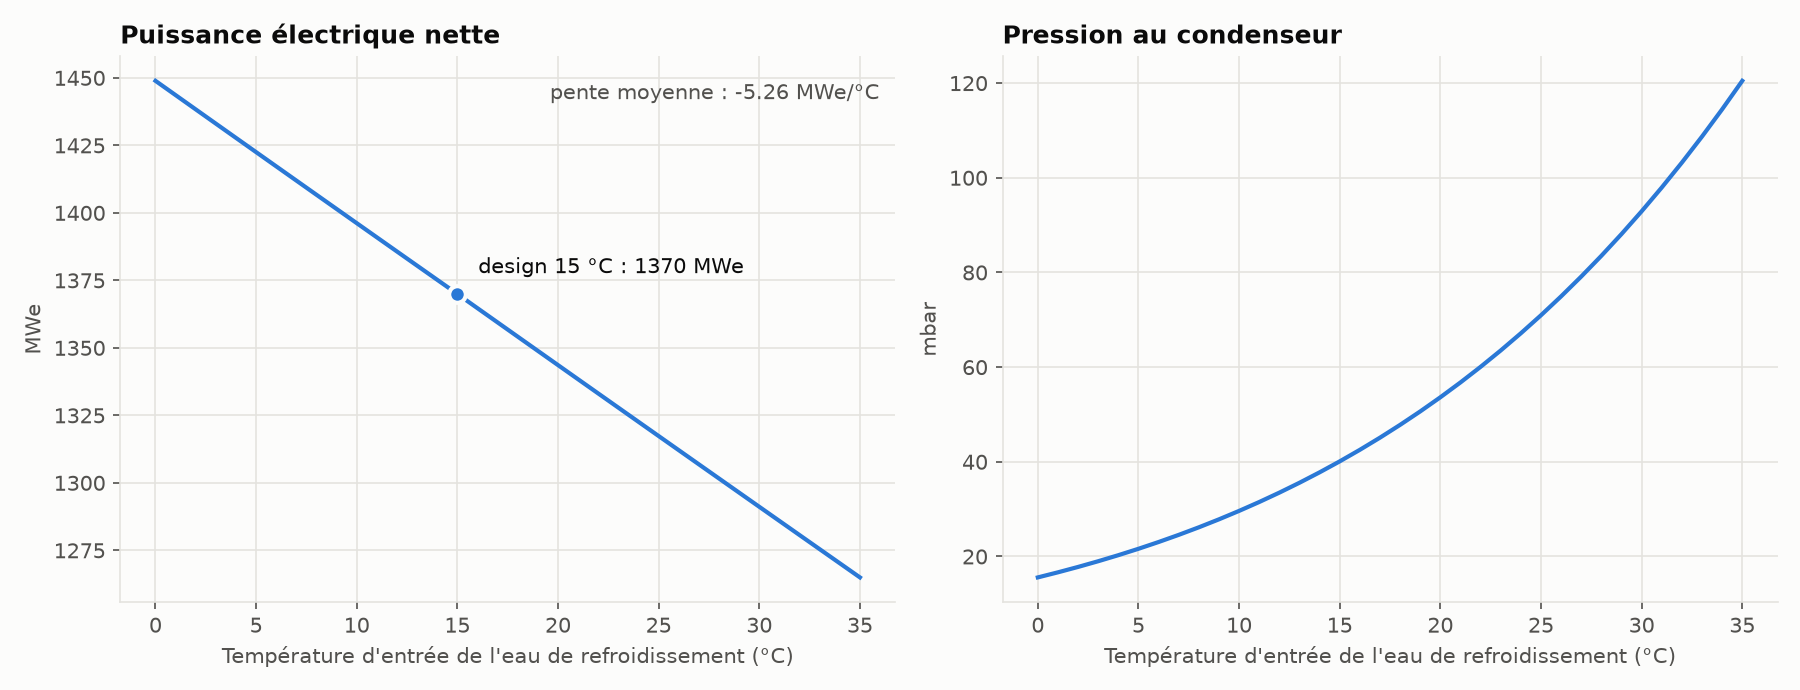 Puissance électrique nette
1450
1425
1400
1375
1350
1325
1300
1275
MWe
pente moyenne : -5.26 MWe/°C
design 15 °C : 1370 MWe
0 5 10 15 20 25 30 35
Température d'entrée de l'eau de refroidissement (°C)
Pression au condenseur
120
100
80
60
40
20
mbar
0 5 10 15 20 25 30 35
Température d'entrée de l'eau de refroidissement (°C)